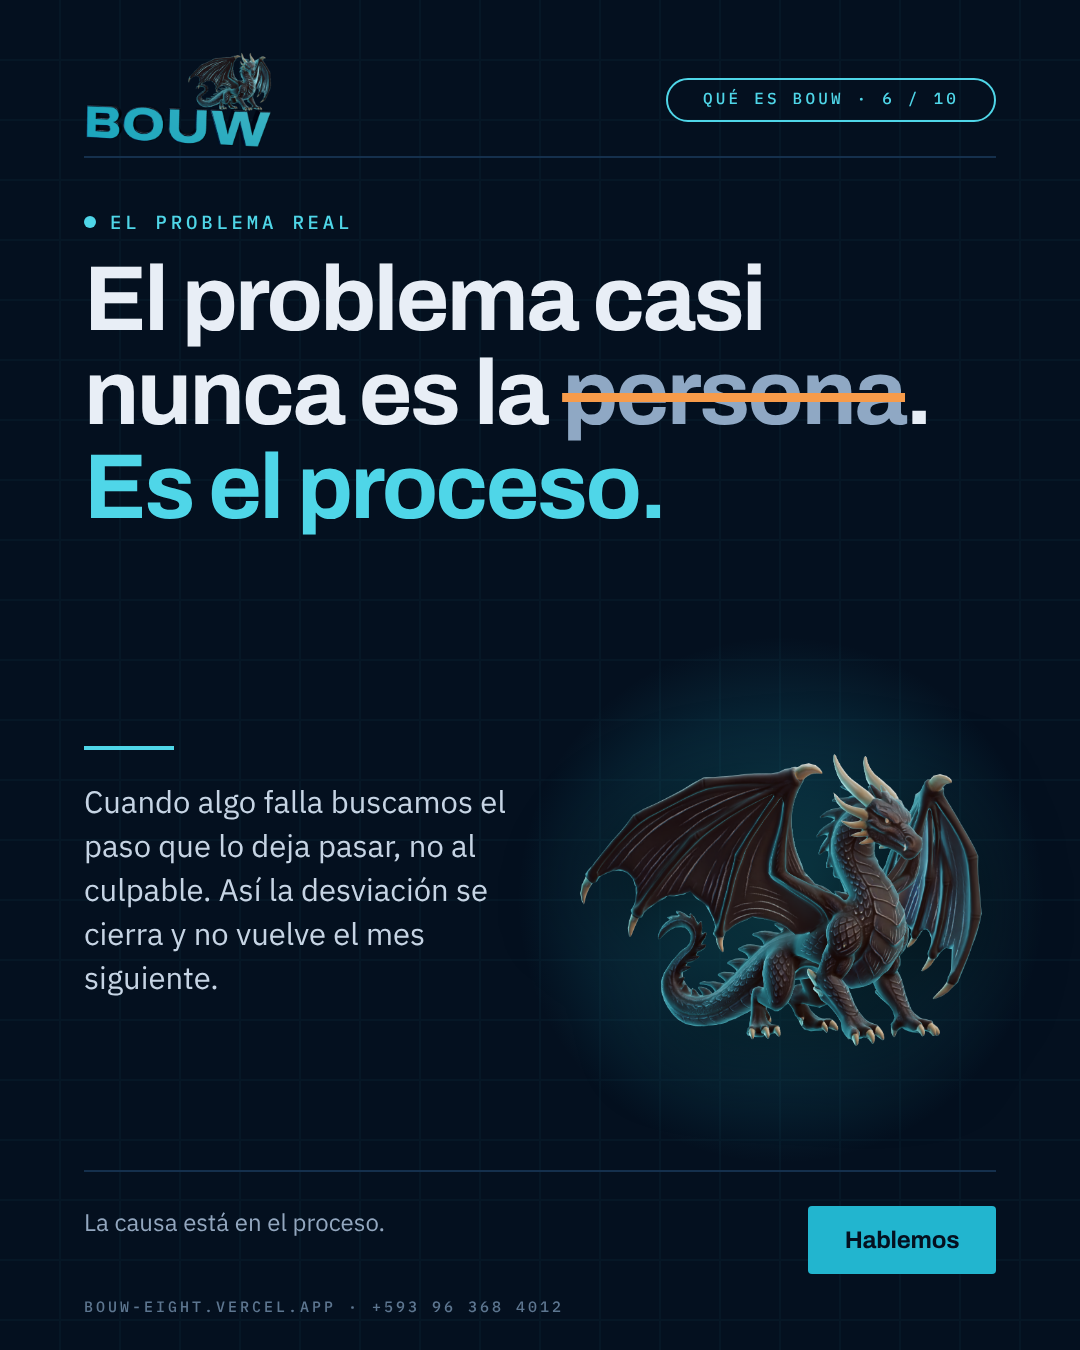 BOUW
QUÉ ES BOUW · 6 / 10
EL PROBLEMA REAL
El problema casi
nunca es la persona.
Es el proceso.
Cuando algo falla buscamos el
paso que lo deja pasar, no al
culpable. Así la desviación se
cierra y no vuelve el mes
siguiente.
La causa está en el proceso.
Hablemos
BOUW-EIGHT.VERCEL.APP · +593 96 368 4012